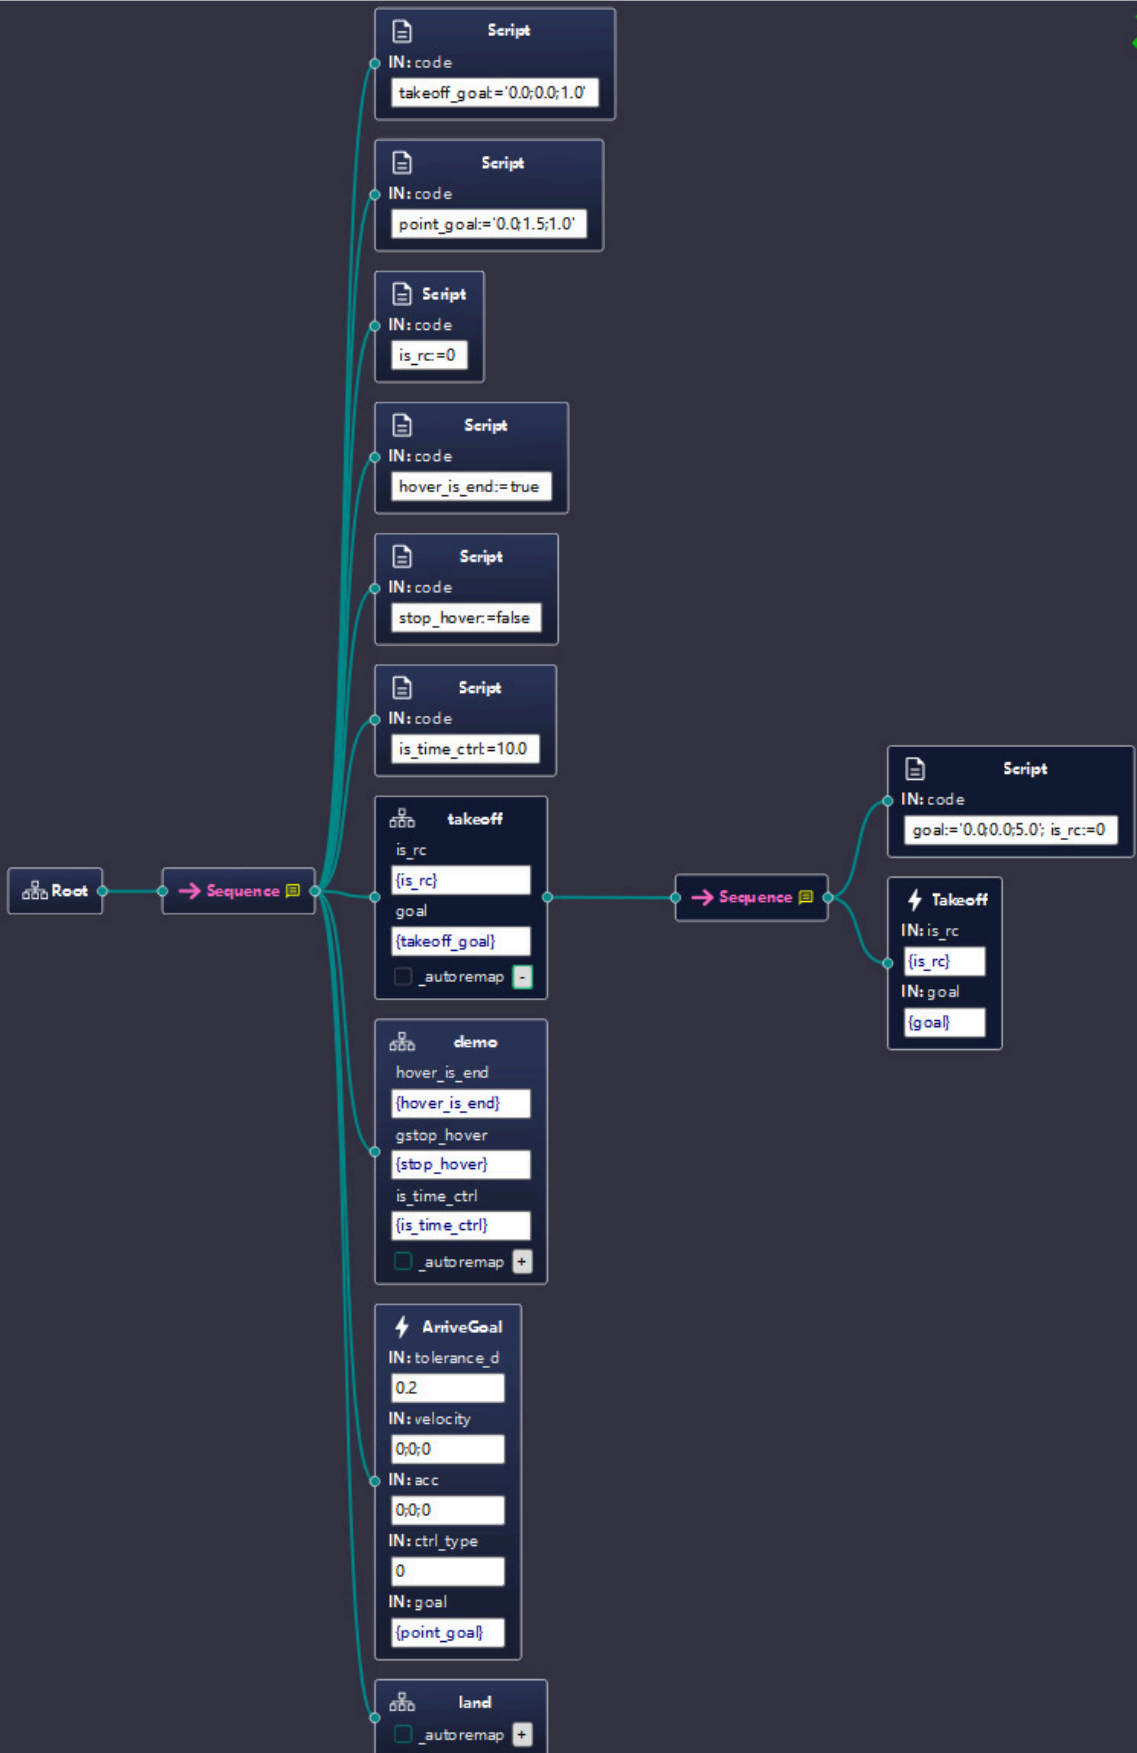 Script
IN: code
takeoff_goal:='0.0;0.0;1.0'
Script
IN: code
point_goal:='0.0;1.5;1.0'
Script
IN: code
is_rc:=0
Script
IN: code
hover_is_end:=true
Script
IN: code
stop_hover:=false
Script
IN: code
is_time_ctrl:=10.0
Root
Sequence
takeoff
is_rc
{is_rc}
goal
{takeoff_goal}
_autoremap -
Sequence
Script
IN: code
goal:='0.0;0.0;5.0'; is_rc:=0
Takeoff
IN: is_rc
{is_rc}
IN: goal
{goal}
demo
hover_is_end
{hover_is_end}
gstop_hover
{stop_hover}
is_time_ctrl
{is_time_ctrl}
_autoremap +
ArriveGoal
IN: tolerance_d
0.2
IN: velocity
0;0;0
IN: acc
0;0;0
IN: ctrl_type
0
IN: goal
{point_goal}
land
_autoremap +